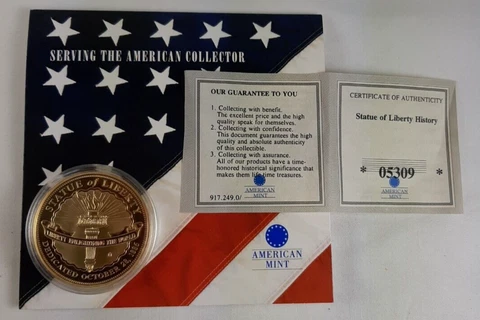 SERVING THE AMERICAN COLLECTOR
OUR GUARANTEE TO YOU
1. Collecting with benefit.
The excellent price and the high
quality speak for themselves.
2. Collecting with confidence.
This document guarantees the high
quality and absolute authenticity
of this collectible.
3. Collecting with assurance.
All of our products have a time-
honored historical significance that
makes them life time treasures.
AMERICAN
MINT
917.249.0/
CERTIFICATE OF AUTHENTICITY
Statue of Liberty History
* 05309 *
AMERICAN
MINT
STATUE of LIBERTY
LIBERTY ENLIGHTENING THE WORLD
DEDICATED OCTOBER 28, 1886
AMERICAN
MINT